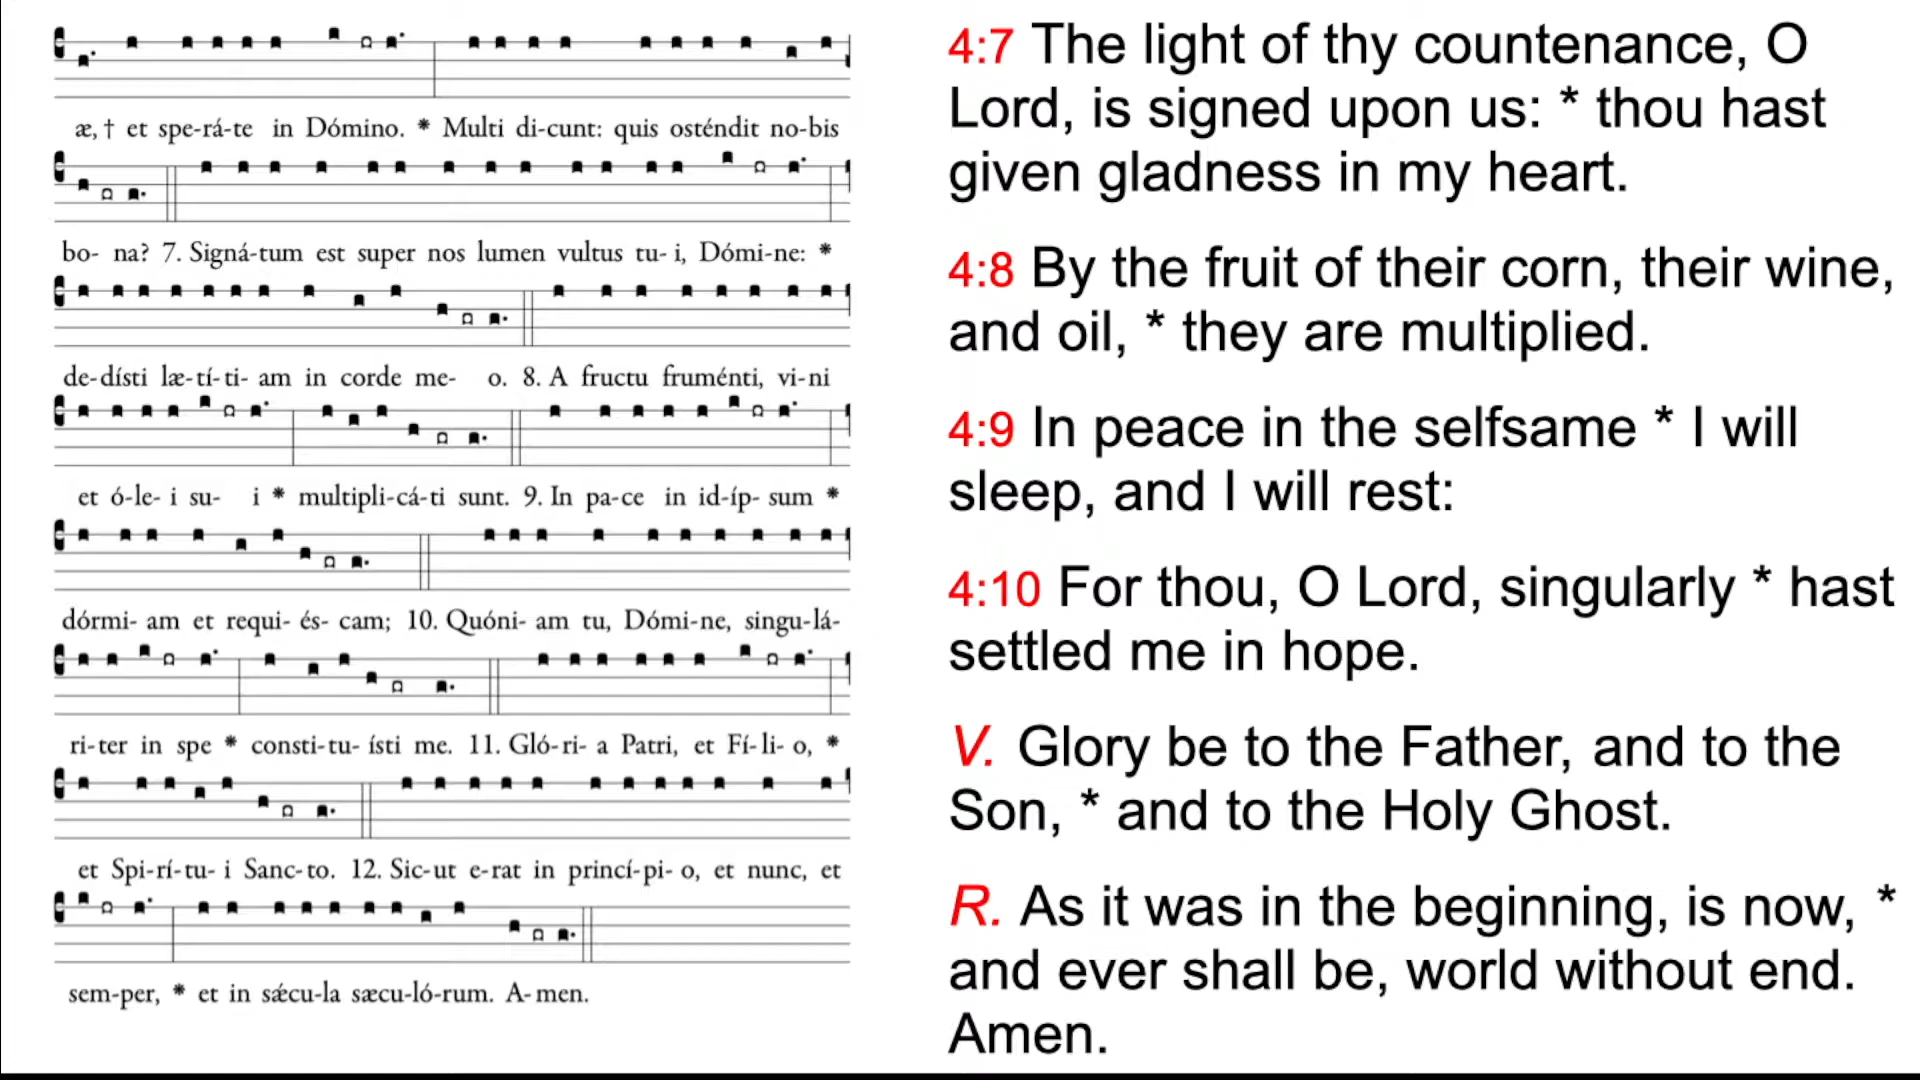 æ, † et spe-rá-te in Dómino. * Multi di-cunt: quis osténdit no-bis
bo- na? 7. Signá-tum est super nos lumen vultus tu- i, Dómi-ne: *
de-dísti læ-tí-ti- am in corde me- o. 8. A fructu fruménti, vi-ni
et ó-le- i su- i * multipli-cá-ti sunt. 9. In pa-ce in id-íp- sum *
dórmi- am et requi- és- cam; 10. Quóni- am tu, Dómi-ne, singu-lá-
ri-ter in spe * consti-tu- ísti me. 11. Gló-ri- a Patri, et Fí-li- o, *
et Spi-rí-tu- i Sanc-to. 12. Sic-ut e-rat in princí-pi- o, et nunc, et
sem-per, * et in sǽcu-la sæcu-ló-rum. A- men.
4:7 The light of thy countenance, O
Lord, is signed upon us: * thou hast
given gladness in my heart.
4:8 By the fruit of their corn, their wine,
and oil, * they are multiplied.
4:9 In peace in the selfsame * I will
sleep, and I will rest:
4:10 For thou, O Lord, singularly * hast
settled me in hope.
V. Glory be to the Father, and to the
Son, * and to the Holy Ghost.
R. As it was in the beginning, is now, *
and ever shall be, world without end.
Amen.